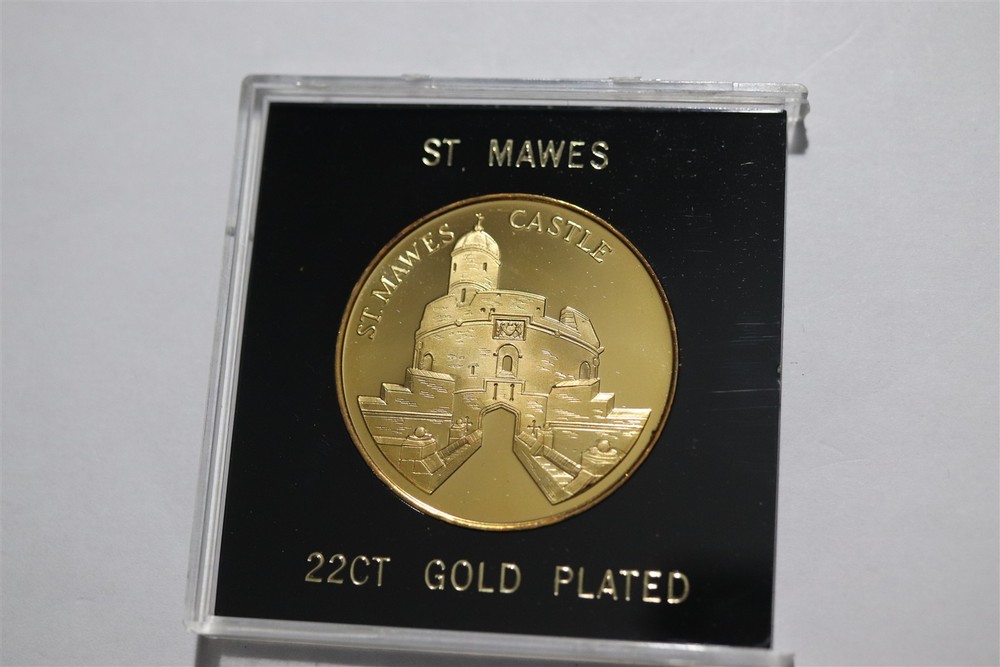 ST MAWES
ST. MAWES CASTLE
22CT GOLD PLATED